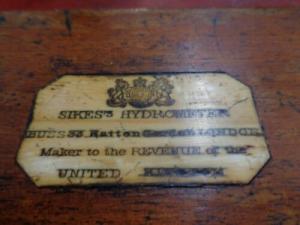 SIKES'S HYDROMETER
BUSS 33 Hatton Garden LONDON
Maker to the REVENUE of the
UNITED KINGDOM